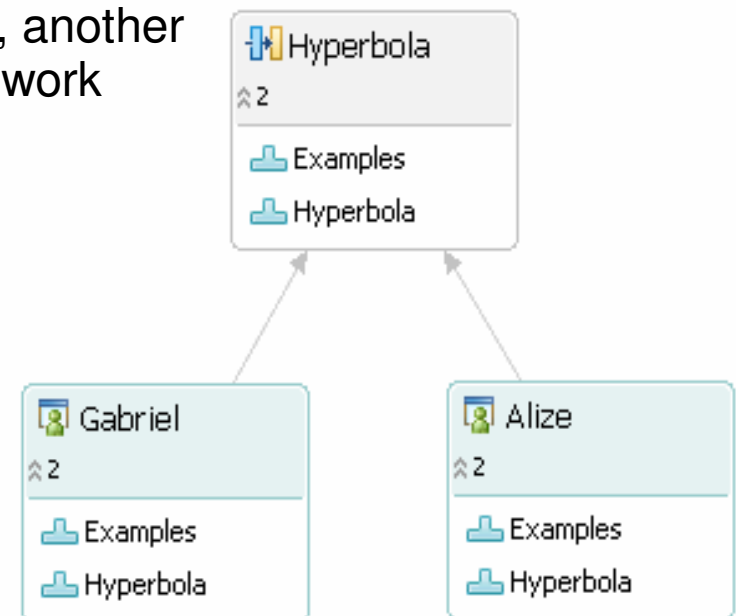 , another
work
Hyperbola
2
Examples
Hyperbola
Gabriel
2
Examples
Hyperbola
Alize
2
Examples
Hyperbola